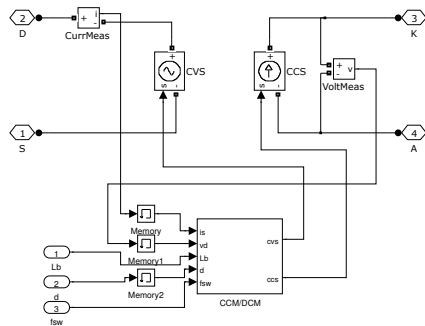 2
D
+
-
i
CurrMeas
CVS
+
-
s
CCS
+
-
s
3
K
+
-
v
VoltMeas
1
S
4
A
Memory
Memory1
Memory2
is
vd
Lb
d
fsw
cvs
ccs
CCM/DCM
1
Lb
2
d
3
fsw